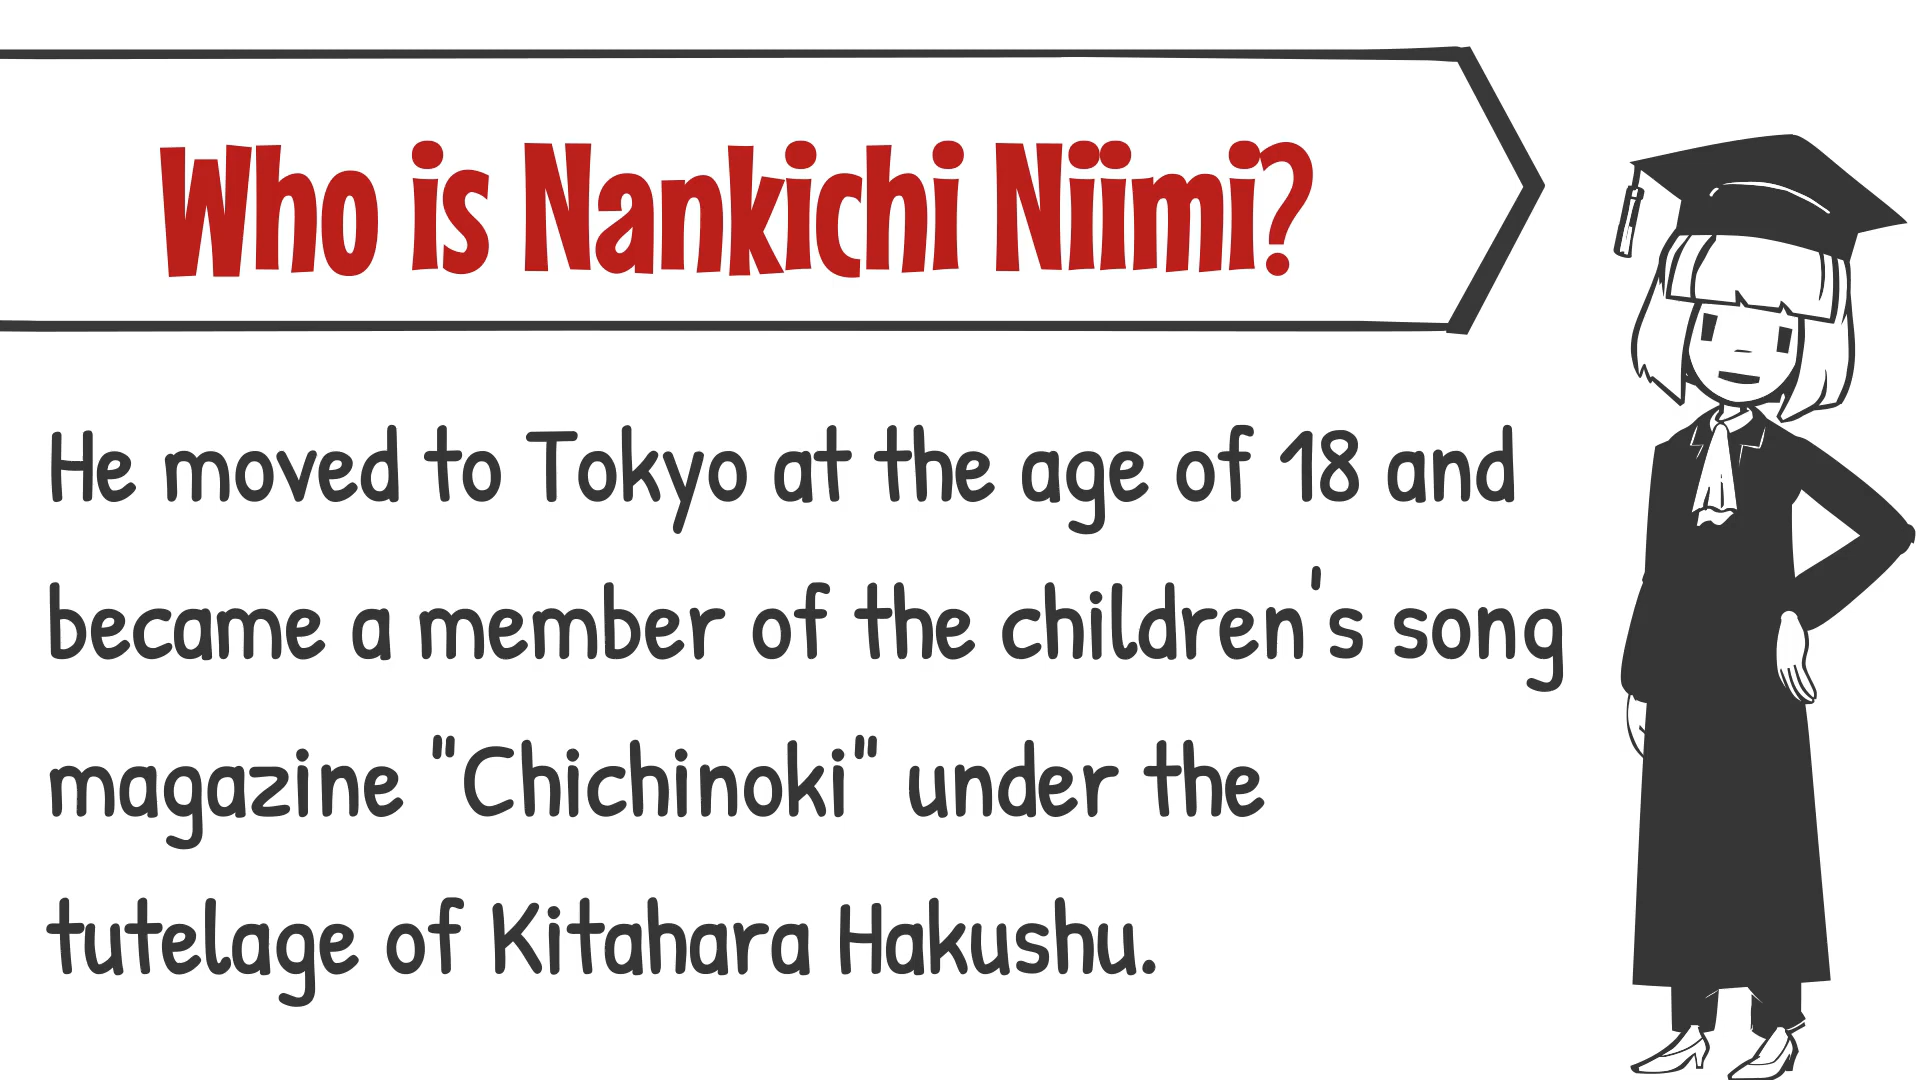 Who is Nankichi Niimi?
He moved to Tokyo at the age of 18 and
became a member of the children's song
magazine "Chichinoki" under the
tutelage of Kitahara Hakushu.